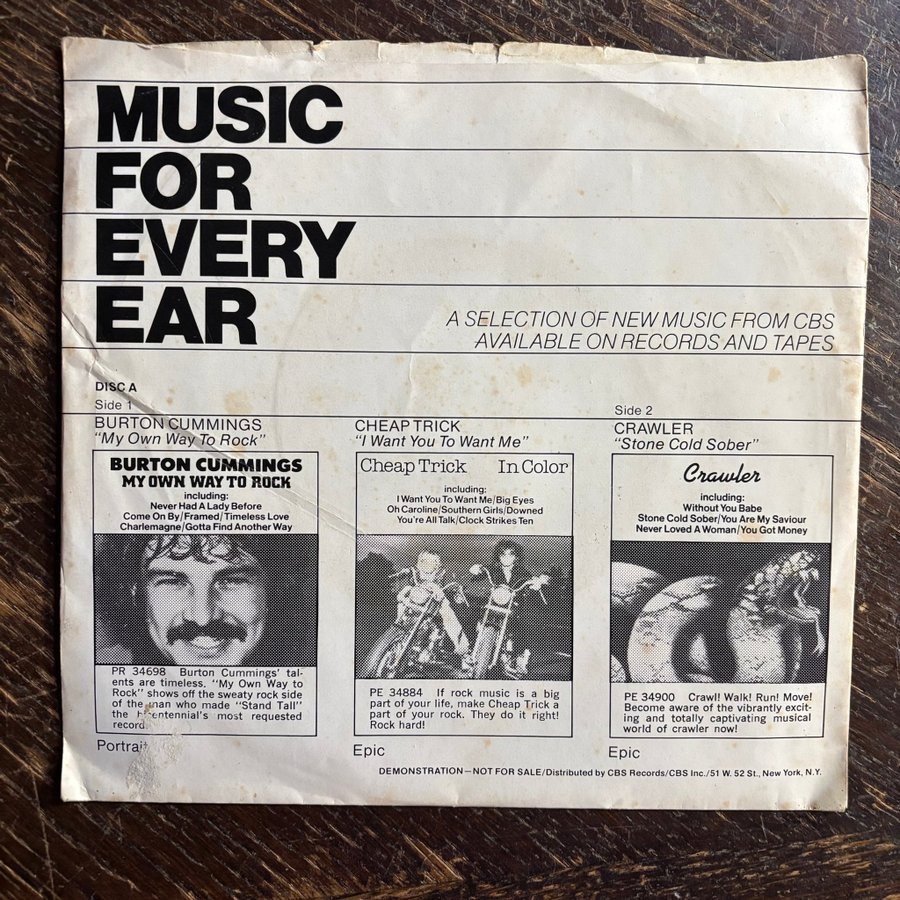 MUSIC
FOR
EVERY
EAR
A SELECTION OF NEW MUSIC FROM CBS
AVAILABLE ON RECORDS AND TAPES
DISC A
Side 1
BURTON CUMMINGS
"My Own Way To Rock"
BURTON CUMMINGS
MY OWN WAY TO ROCK
including:
Never Had A Lady Before
Come On By/Framed/Timeless Love
Charlemagne/Gotta Find Another Way
PR 34698 Burton Cummings' tal-
ents are timeless. "My Own Way to
Rock" shows off the sweaty rock side
of the man who made "Stand Tall"
the bicentennial's most requested
record.
Portrait
CHEAP TRICK
"I Want You To Want Me"
Cheap Trick In Color
including:
I Want You To Want Me/Big Eyes
Oh Caroline/Southern Girls/Downed
You're All Talk/Clock Strikes Ten
PE 34884 If rock music is a big
part of your life, make Cheap Trick a
part of your rock. They do it right!
Rock hard!
Epic
Side 2
CRAWLER
"Stone Cold Sober"
Crawler
including:
Without You Babe
Stone Cold Sober/You Are My Saviour
Never Loved A Woman/You Got Money
PE 34900 Crawl! Walk! Run! Move!
Become aware of the vibrantly excit-
ing and totally captivating musical
world of crawler now!
Epic
DEMONSTRATION—NOT FOR SALE/Distributed by CBS Records/CBS Inc./51 W. 52 St., New York, N.Y.